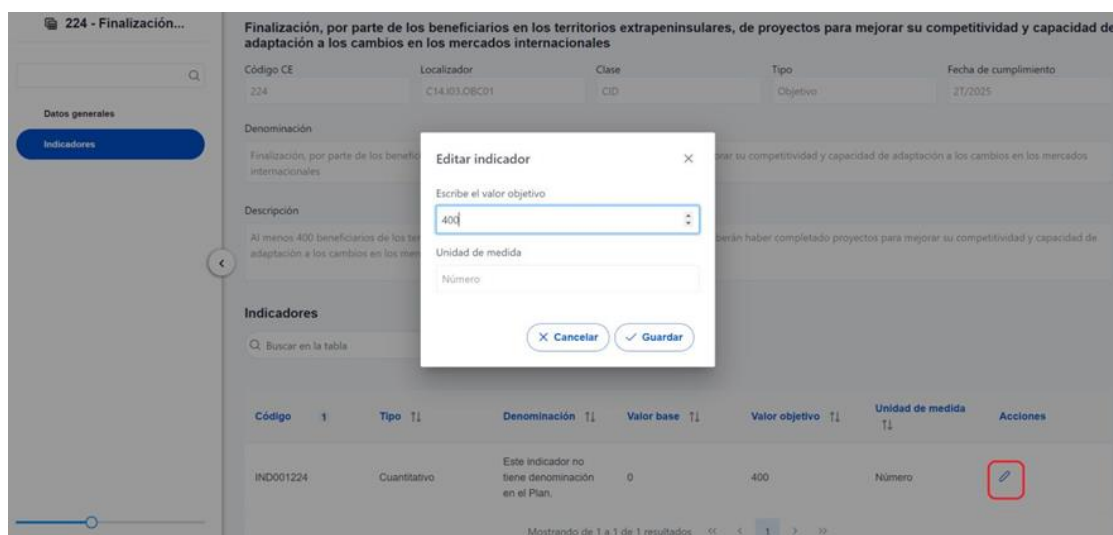 224 - Finalización...
Datos generales
Indicadores
Finalización, por parte de los beneficiarios en los territorios extrapeninsulares, de proyectos para mejorar su competitividad y capacidad de
adaptación a los cambios en los mercados internacionales
Código CE Localizador Clase Tipo Fecha de cumplimiento
224 C14.I03.OBC01 CID Objetivo 2T/2025
Denominación
Finalización, por parte de los benefic orar su competitividad y capacidad de adaptación a los cambios en los mercados
internacionales
Descripción
Al menos 400 beneficiarios de los ter berán haber completado proyectos para mejorar su competitividad y capacidad de
adaptación a los cambios en los mer
Editar indicador
Escribe el valor objetivo
400
Unidad de medida
Número
Cancelar Guardar
Indicadores
Buscar en la tabla
Código 1 Tipo Denominación Valor base Valor objetivo Unidad de medida Acciones
IND001224 Cuantitativo Este indicador no
tiene denominación
en el Plan. 0 400 Número
Mostrando de 1 a 1 de 1 resultados << < 1 > >>